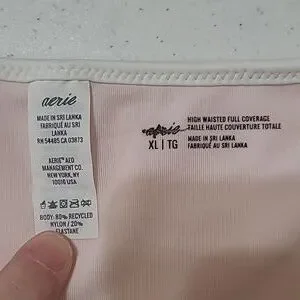 aerie
MADE IN SRI LANKA
FABRIQUÉ AU SRI
LANKA
RN 54485 CA 03873
AERIE® AEO
MANAGEMENT CO.
NEW YORK, NY
10016 USA
BODY: 80% RECYCLED
NYLON / 20%
ELASTANE
aerie
XL | TG
HIGH WAISTED FULL COVERAGE
TAILLE HAUTE COUVERTURE TOTALE
MADE IN SRI LANKA
FABRIQUÉ AU SRI LANKA